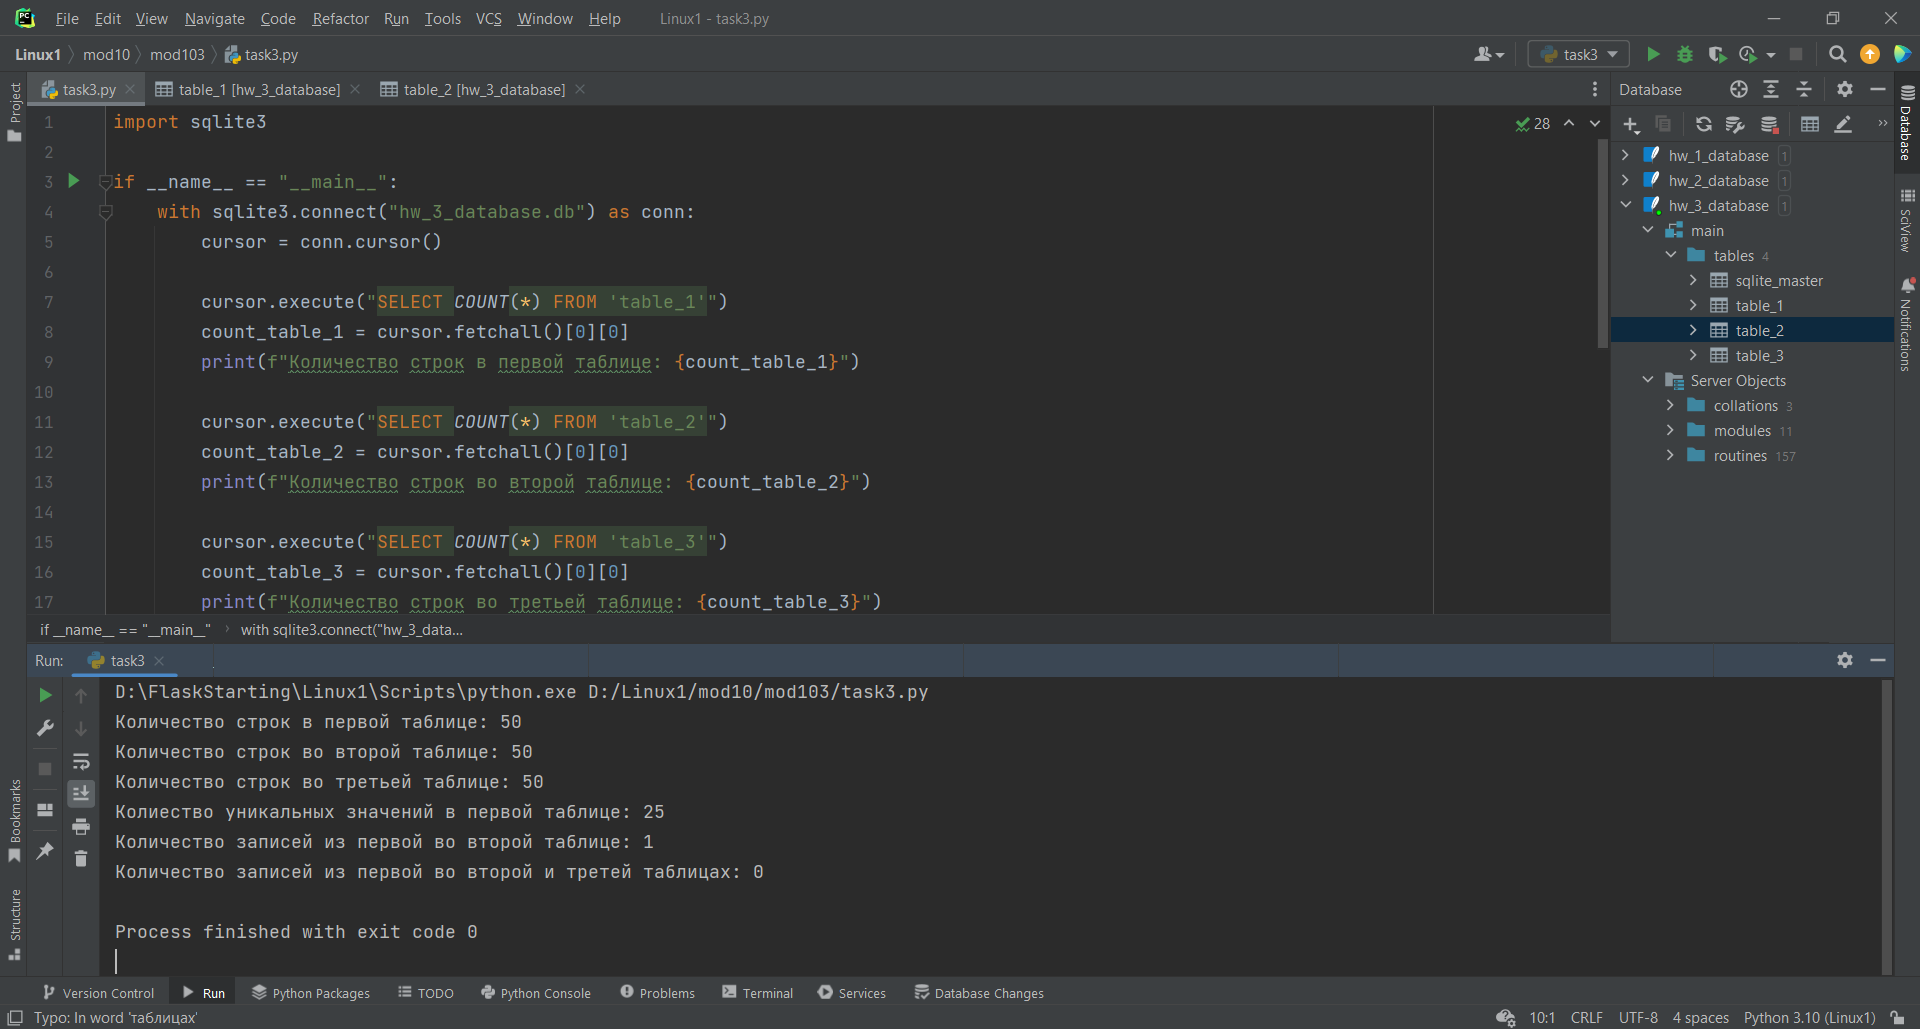 File Edit View Navigate Code Refactor Run Tools VCS Window Help Linux1 - task3.py
Linux1 mod10 mod103 task3.py task3
task3.py table_1 [hw_3_database] table_2 [hw_3_database]
Project
1 import sqlite3
2
3 if __name__ == "__main__":
4 with sqlite3.connect("hw_3_database.db") as conn:
5 cursor = conn.cursor()
6
7 cursor.execute("SELECT COUNT(*) FROM 'table_1'")
8 count_table_1 = cursor.fetchall()[0][0]
9 print(f"Количество строк в первой таблице: {count_table_1}")
10
11 cursor.execute("SELECT COUNT(*) FROM 'table_2'")
12 count_table_2 = cursor.fetchall()[0][0]
13 print(f"Количество строк во второй таблице: {count_table_2}")
14
15 cursor.execute("SELECT COUNT(*) FROM 'table_3'")
16 count_table_3 = cursor.fetchall()[0][0]
17 print(f"Количество строк во третьей таблице: {count_table_3}")
28
if __name__ == "__main__" with sqlite3.connect("hw_3_data...
Database
hw_1_database 1
hw_2_database 1
hw_3_database 1
main
tables 4
sqlite_master
table_1
table_2
table_3
Server Objects
collations 3
modules 11
routines 157
Database
SciView
Notifications
Run: task3
D:\FlaskStarting\Linux1\Scripts\python.exe D:/Linux1/mod10/mod103/task3.py
Количество строк в первой таблице: 50
Количество строк во второй таблице: 50
Количество строк во третьей таблице: 50
Колиество уникальных значений в первой таблице: 25
Количество записей из первой во второй таблице: 1
Количество записей из первой во второй и третей таблицах: 0
Process finished with exit code 0
Bookmarks
Structure
Version Control Run Python Packages TODO Python Console Problems Terminal Services Database Changes
Typo: In word 'таблицах' 10:1 CRLF UTF-8 4 spaces Python 3.10 (Linux1)